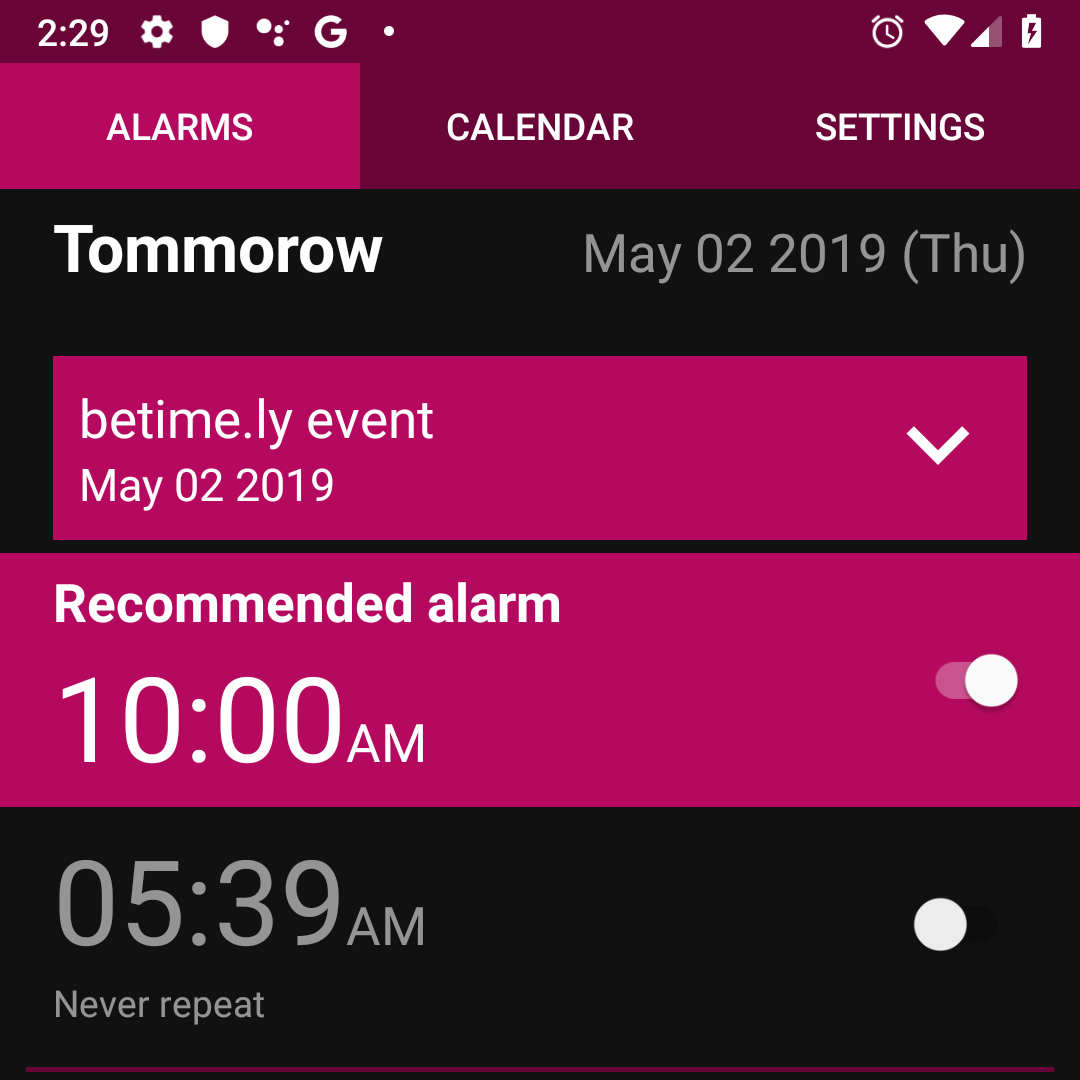 2:29
ALARMS CALENDAR SETTINGS
Tommorow May 02 2019 (Thu)
betime.ly event
May 02 2019
Recommended alarm
10:00AM
05:39AM
Never repeat